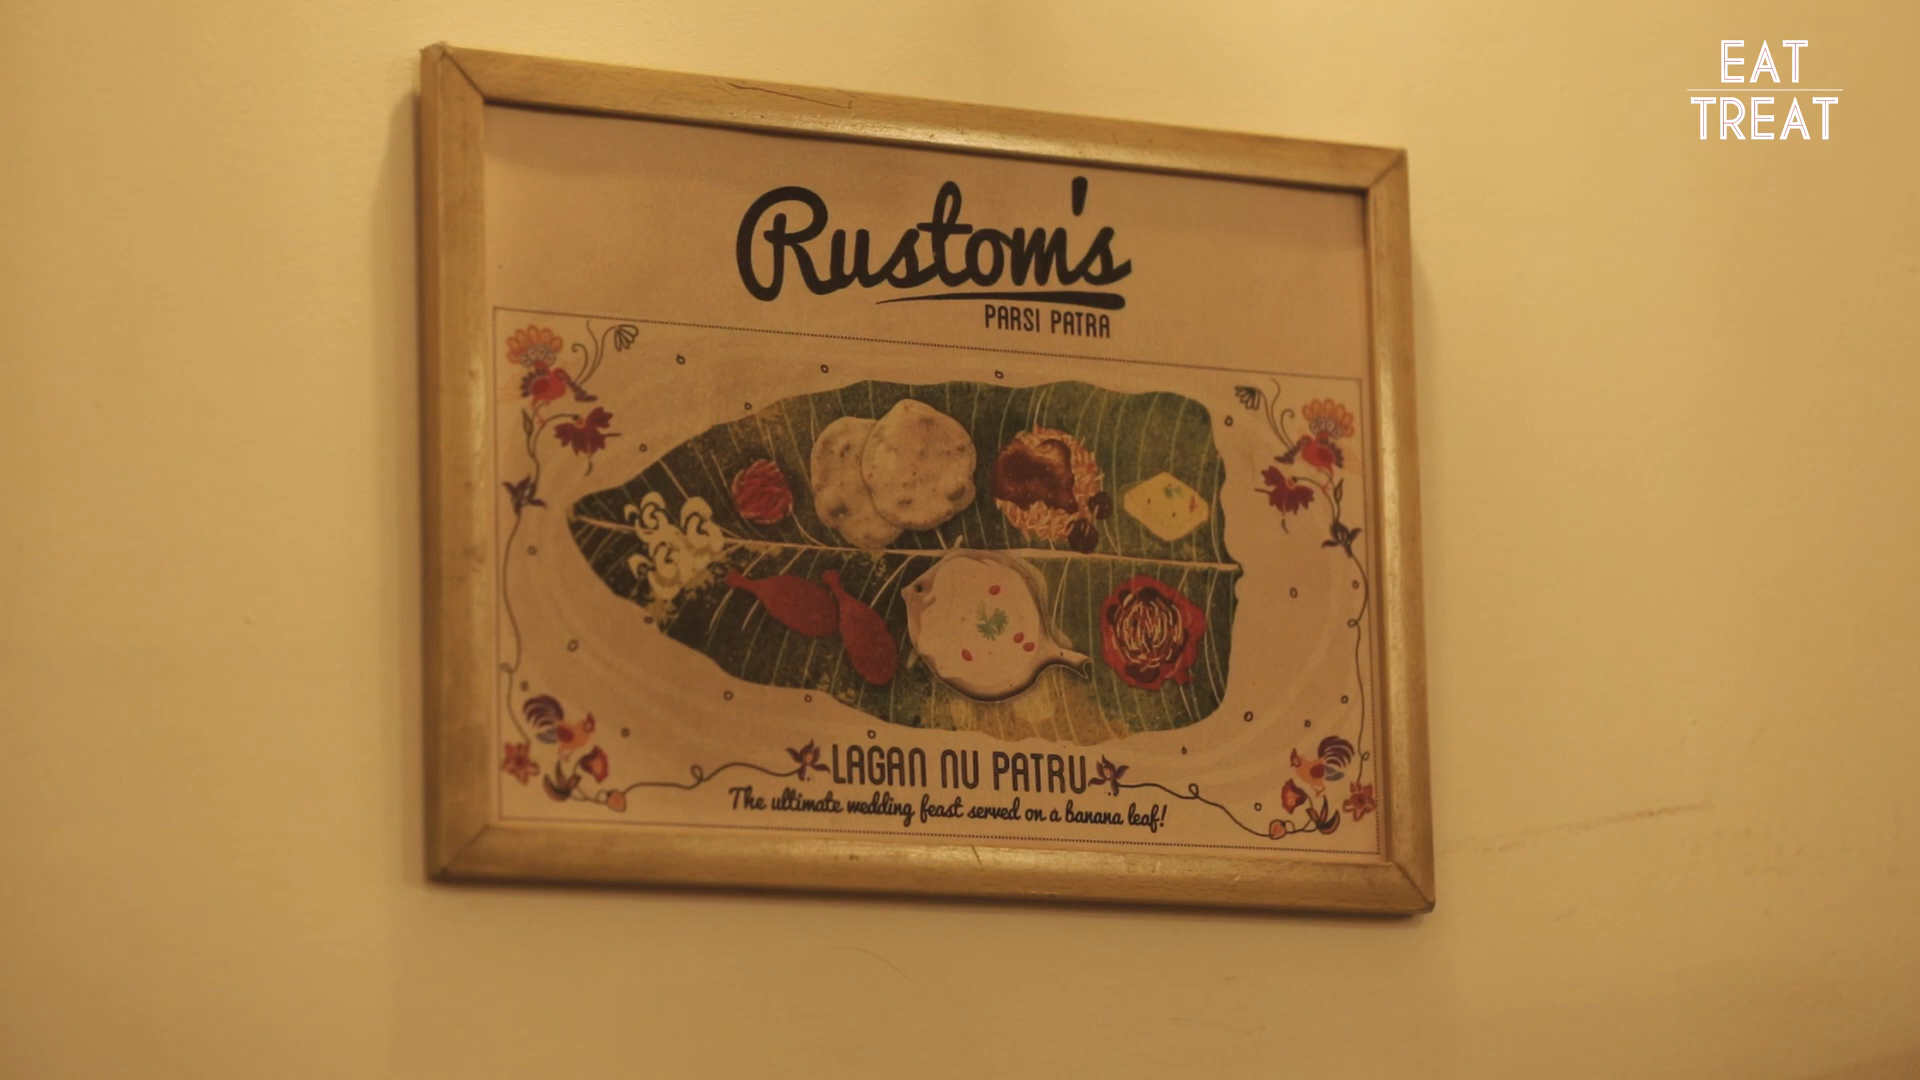 EAT
TREAT
Rustom's
PARSI PATRA
LAGAN NU PATRU
The ultimate wedding feast served on a banana leaf!